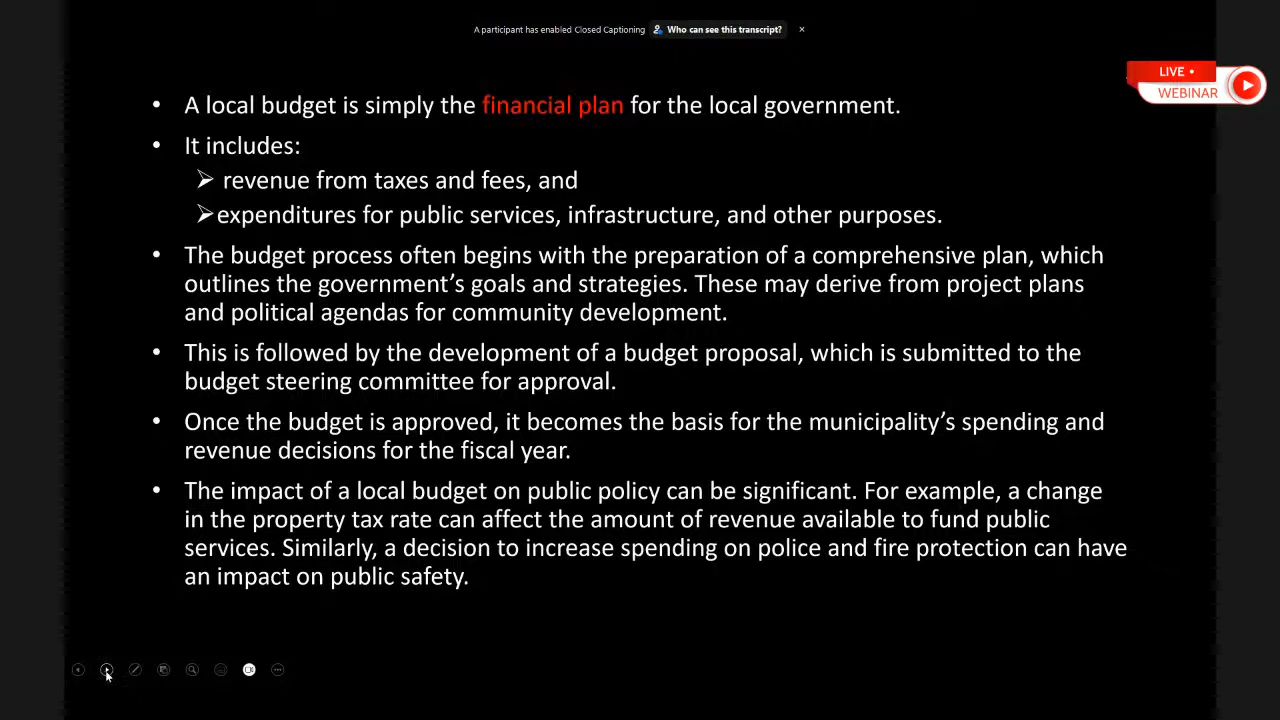 A participant has enabled Closed Captioning Who can see this transcript? ×
LIVE •
WEBINAR
• A local budget is simply the financial plan for the local government.
• It includes:
➢ revenue from taxes and fees, and
➢expenditures for public services, infrastructure, and other purposes.
• The budget process often begins with the preparation of a comprehensive plan, which
outlines the government’s goals and strategies. These may derive from project plans
and political agendas for community development.
• This is followed by the development of a budget proposal, which is submitted to the
budget steering committee for approval.
• Once the budget is approved, it becomes the basis for the municipality’s spending and
revenue decisions for the fiscal year.
• The impact of a local budget on public policy can be significant. For example, a change
in the property tax rate can affect the amount of revenue available to fund public
services. Similarly, a decision to increase spending on police and fire protection can have
an impact on public safety.